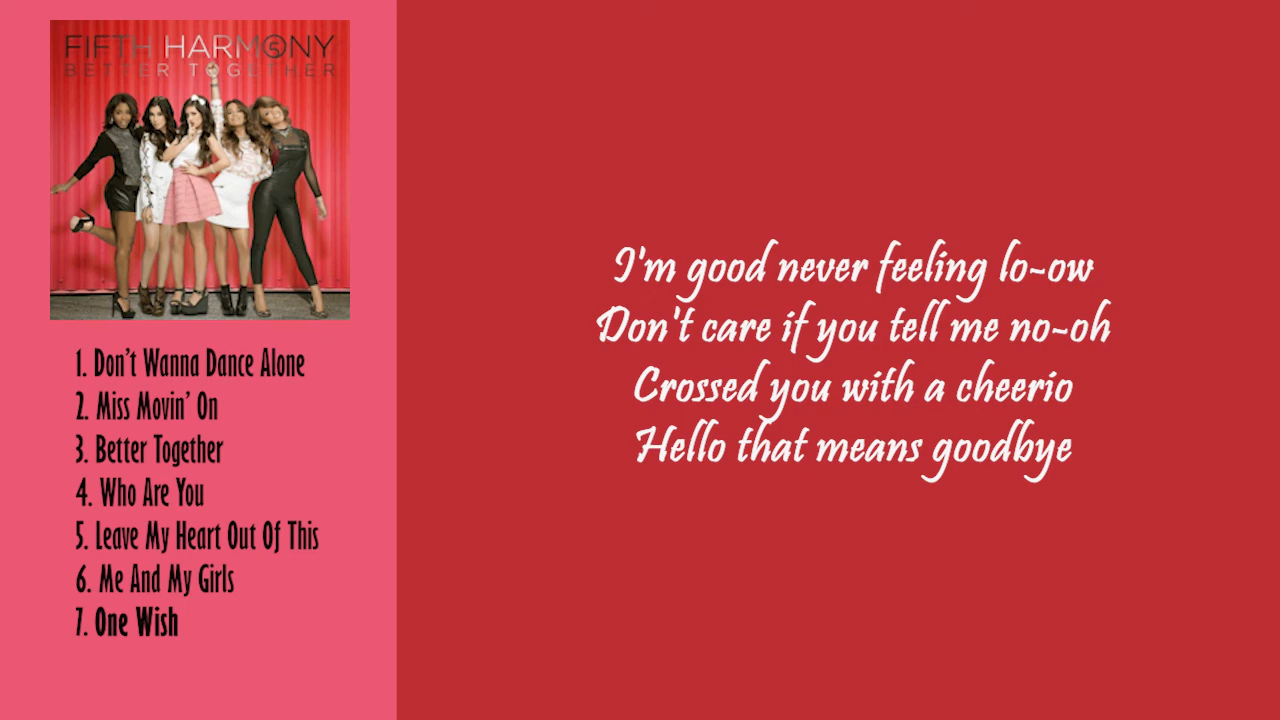 FIFTH HARMONY
BETTER TOGETHER
1. Don't Wanna Dance Alone
2. Miss Movin' On
3. Better Together
4. Who Are You
5. Leave My Heart Out Of This
6. Me And My Girls
7. One Wish
I'm good never feeling lo-ow
Don't care if you tell me no-oh
Crossed you with a cheerio
Hello that means goodbye